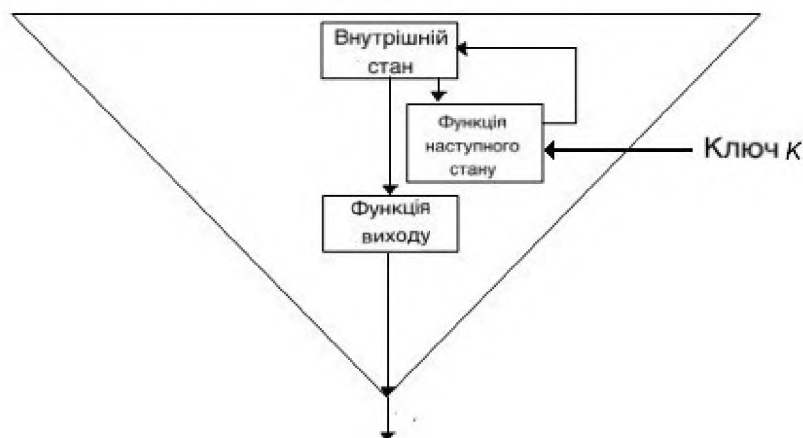 Внутрішній
стан
Функція
наступного
стану
Ключ K
Функція
виходу